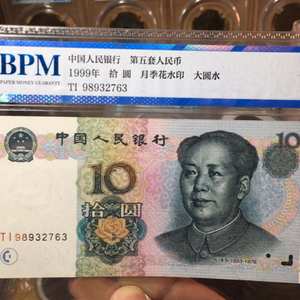 BPM
PAPER MONEY GUARANTY
中国人民银行 第五套人民币
1999年 拾圆 月季花水印 大圆水
TI 98932763
中国人民银行
10
拾圆
TI98932763